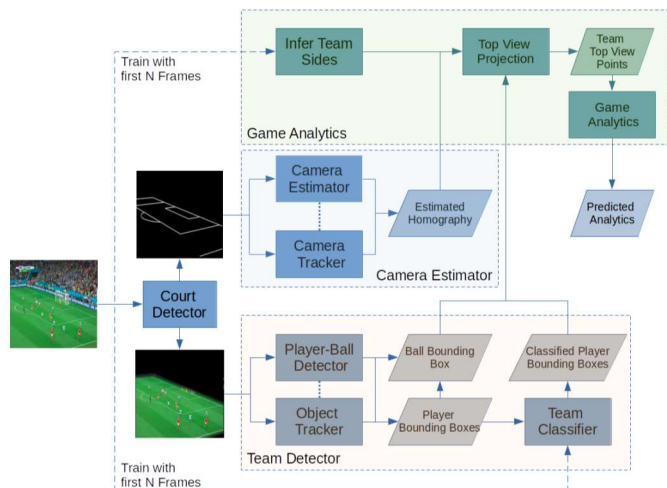 Train with
first N Frames
Infer Team
Sides
Top View
Projection
Team
Top View
Points
Game
Analytics
Game Analytics
Camera
Estimator
Estimated
Homography
Predicted
Analytics
Camera
Tracker
Camera Estimator
Court
Detector
Player-Ball
Detector
Ball Bounding
Box
Classified Player
Bounding Boxes
Object
Tracker
Player
Bounding Boxes
Team
Classifier
Team Detector
Train with
first N Frames